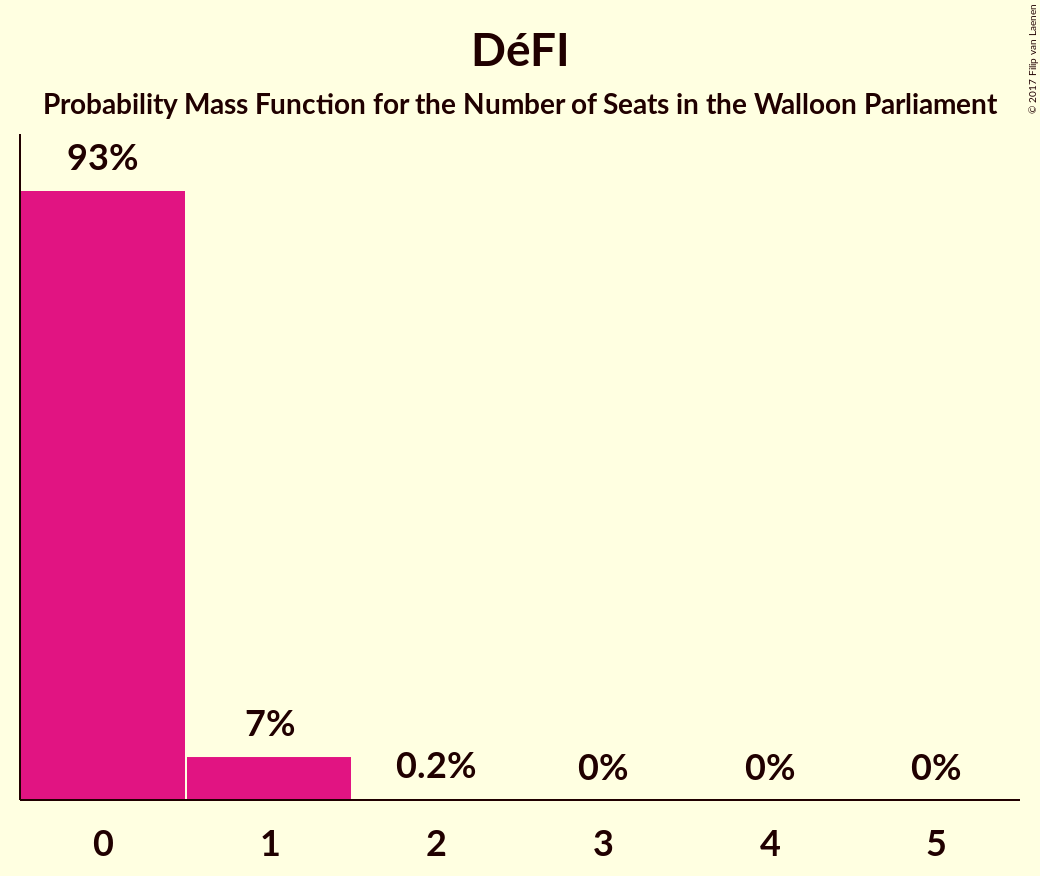 DéFI
Probability Mass Function for the Number of Seats in the Walloon Parliament
© 2017 Filip van Laenen
93%
7%
0.2%
0%
0%
0%
0 1 2 3 4 5